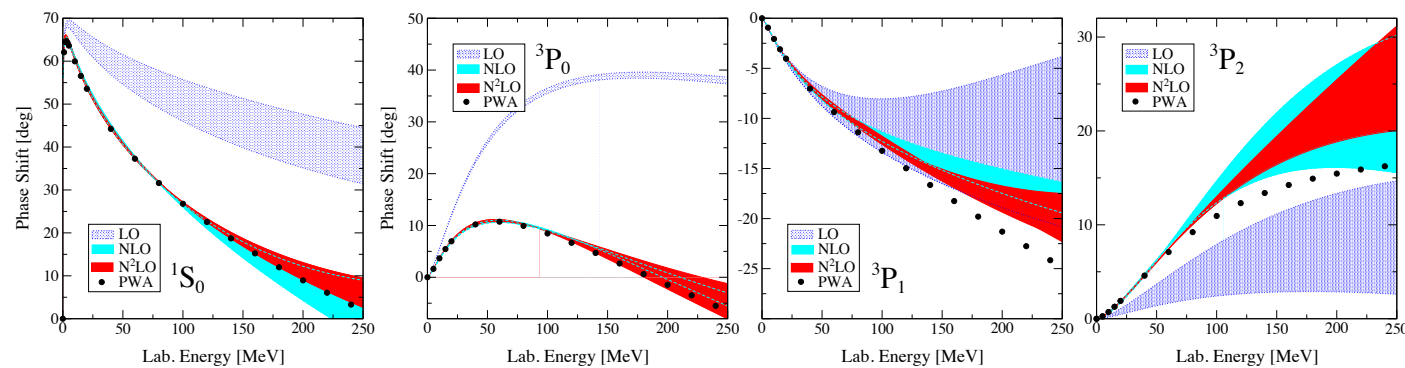 Phase Shift [deg]
70
60
50
40
30
20
10
0
LO
NLO
N²LO
PWA
¹S₀
0 50 100 150 200 250
Lab. Energy [MeV]
Phase Shift [deg]
50
40
30
20
10
0
LO
NLO
N²LO
PWA
³P₀
0 50 100 150 200 250
Lab. Energy [MeV]
Phase Shift [deg]
0
-5
-10
-15
-20
-25
LO
NLO
N²LO
PWA
³P₁
0 50 100 150 200 250
Lab. Energy [MeV]
30
20
10
0
LO
NLO
N²LO
PWA
³P₂
0 50 100 150 200 250
Lab. Energy [MeV]